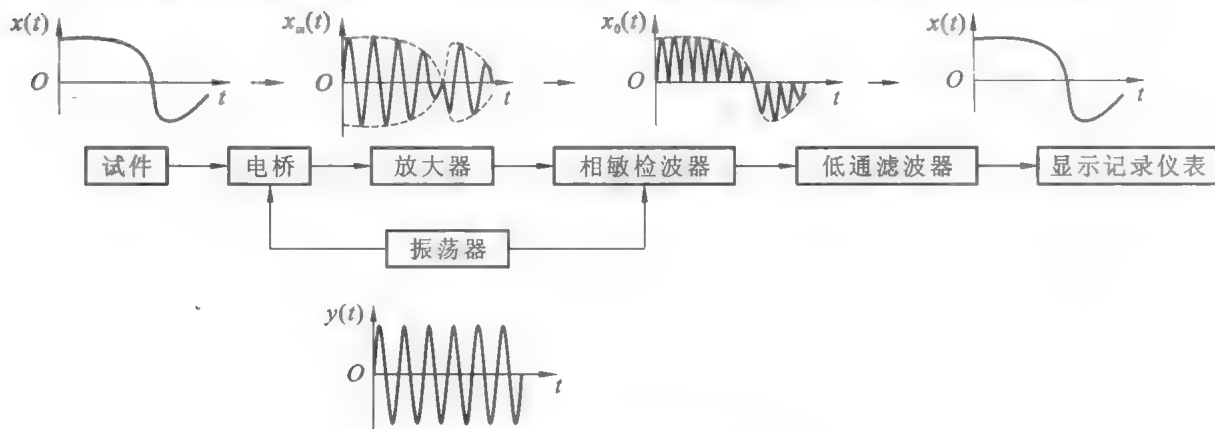 x(t) xm(t) x0(t) x(t)
O t O t O t O t
试件 电桥 放大器 相敏检波器 低通滤波器 显示记录仪表
振荡器
y(t)
O t